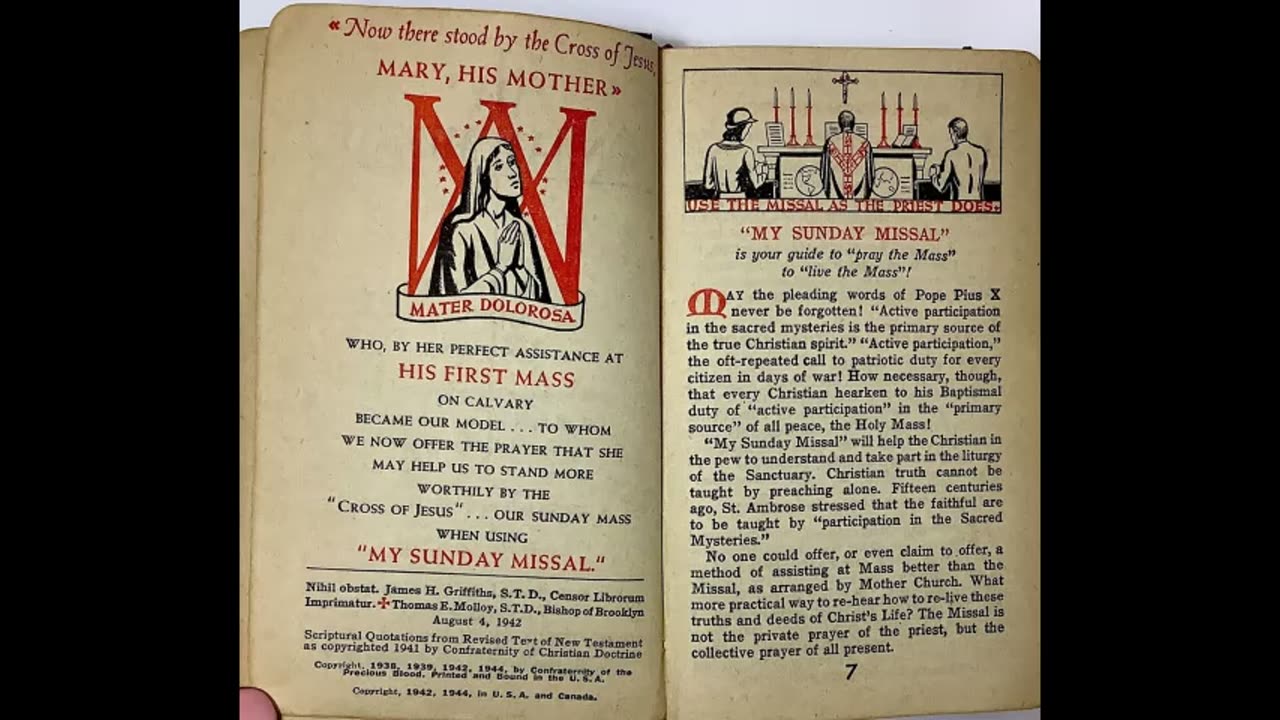 «Now there stood by the Cross of Jesus,
MARY, HIS MOTHER»
MATER DOLOROSA
WHO, BY HER PERFECT ASSISTANCE AT
HIS FIRST MASS
ON CALVARY
BECAME OUR MODEL . . . TO WHOM
WE NOW OFFER THE PRAYER THAT SHE
MAY HELP US TO STAND MORE
WORTHILY BY THE
"CROSS OF JESUS" . . . OUR SUNDAY MASS
WHEN USING
"MY SUNDAY MISSAL."
Nihil obstat. James H. Griffiths, S.T.D., Censor Librorum
Imprimatur. ✠ Thomas E. Molloy, S.T.D., Bishop of Brooklyn
August 4, 1942
Scriptural Quotations from Revised Text of New Testament
as copyrighted 1941 by Confraternity of Christian Doctrine
Copyright, 1938, 1939, 1942, 1944, by Confraternity of the
Precious Blood. Printed and Bound in the U.S.A.
Copyright, 1942, 1944, in U.S.A. and Canada.
USE THE MISSAL AS THE PRIEST DOES.
"MY SUNDAY MISSAL"
is your guide to "pray the Mass"
to "live the Mass"!
MAY the pleading words of Pope Pius X
never be forgotten! "Active participation
in the sacred mysteries is the primary source of
the true Christian spirit." "Active participation,"
the oft-repeated call to patriotic duty for every
citizen in days of war! How necessary, though,
that every Christian hearken to his Baptismal
duty of "active participation" in the "primary
source" of all peace, the Holy Mass!
"My Sunday Missal" will help the Christian in
the pew to understand and take part in the liturgy
of the Sanctuary. Christian truth cannot be
taught by preaching alone. Fifteen centuries
ago, St. Ambrose stressed that the faithful are
to be taught by "participation in the Sacred
Mysteries."
No one could offer, or even claim to offer, a
method of assisting at Mass better than the
Missal, as arranged by Mother Church. What
more practical way to re-hear how to re-live these
truths and deeds of Christ's Life? The Missal is
not the private prayer of the priest, but the
collective prayer of all present.
7